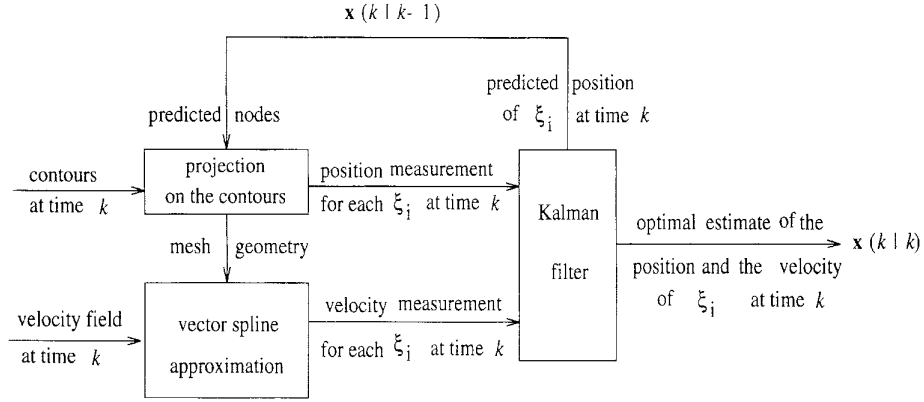 x (k | k- 1)
predicted position
of ξi at time k
predicted nodes
contours
at time k
projection
on the contours
position measurement
for each ξi at time k
Kalman
filter
optimal estimate of the
position and the velocity
of ξi at time k
x (k | k)
mesh geometry
velocity field
at time k
vector spline
approximation
velocity measurement
for each ξi at time k